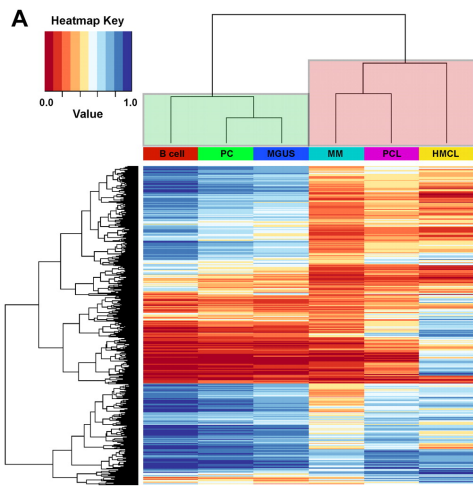 A
Heatmap Key
0.0 1.0
Value
B cell PC MGUS MM PCL HMCL